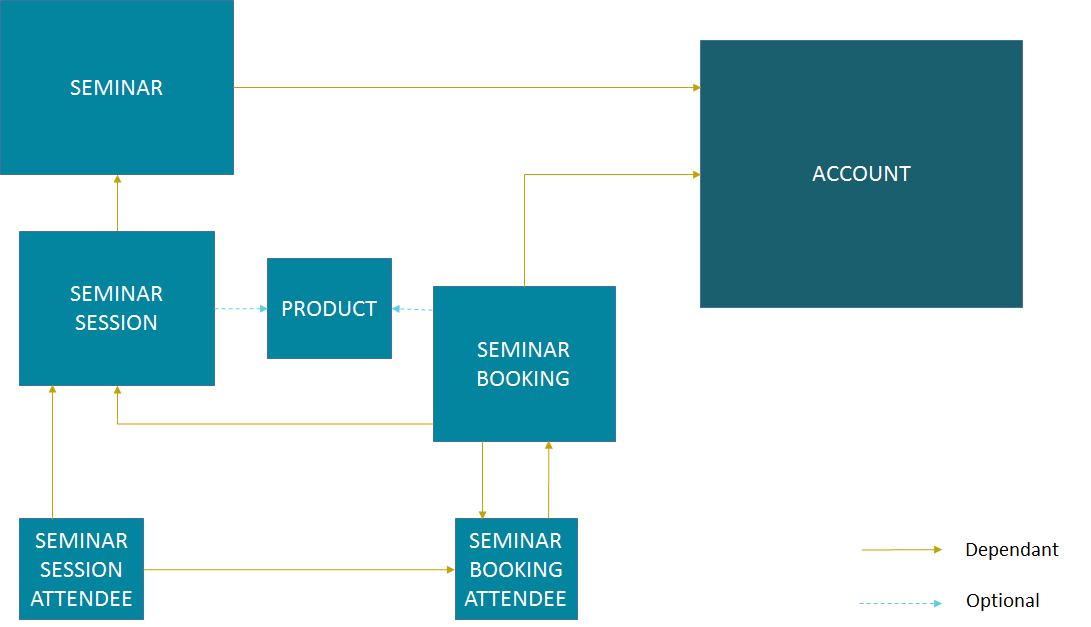 SEMINAR
ACCOUNT
SEMINAR
SESSION
PRODUCT
SEMINAR
BOOKING
SEMINAR
SESSION
ATTENDEE
SEMINAR
BOOKING
ATTENDEE
Dependant
Optional